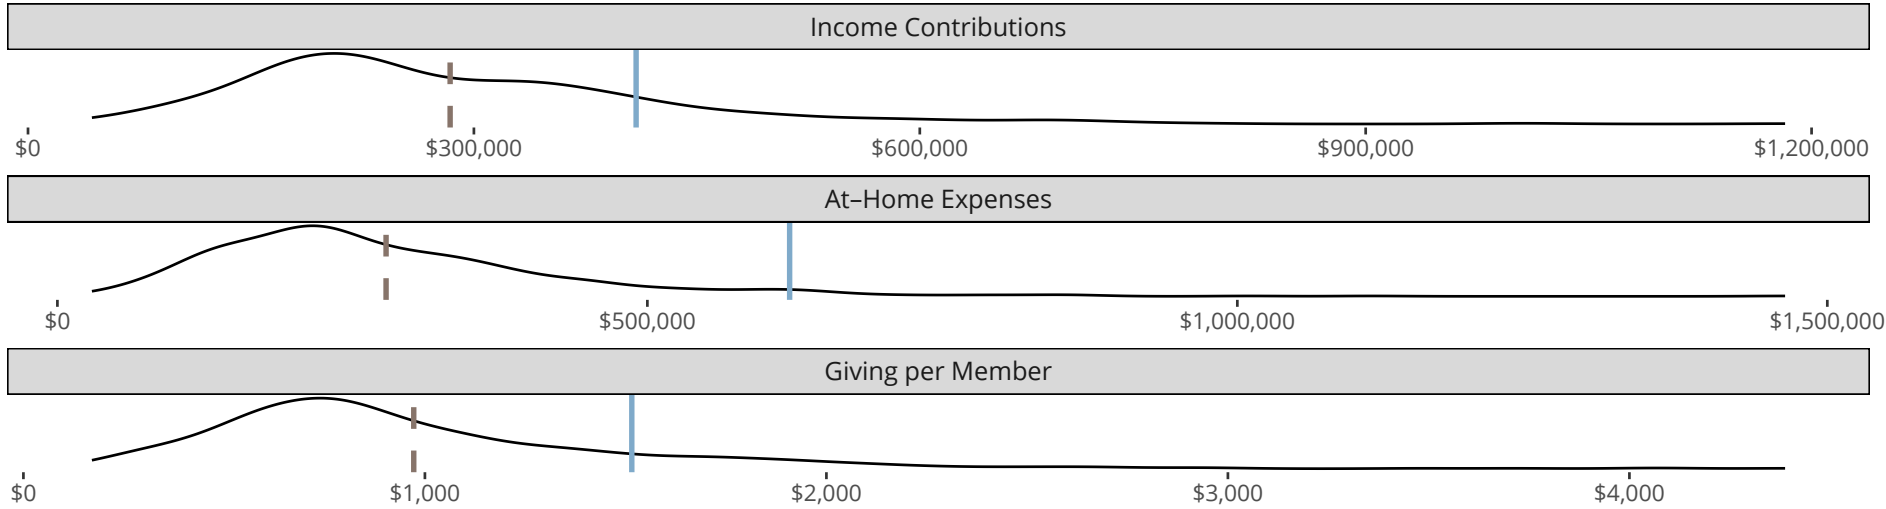 Income Contributions
$0 $300,000 $600,000 $900,000 $1,200,000
At–Home Expenses
$0 $500,000 $1,000,000 $1,500,000
Giving per Member
$0 $1,000 $2,000 $3,000 $4,000